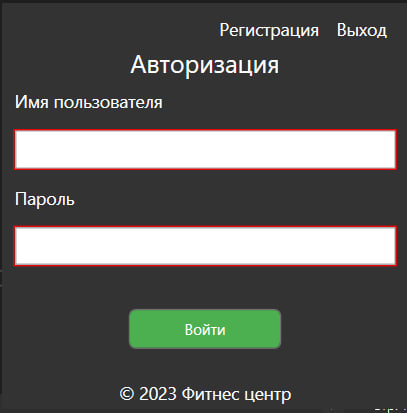 Регистрация Выход
Авторизация
Имя пользователя
Пароль
Войти
© 2023 Фитнес центр